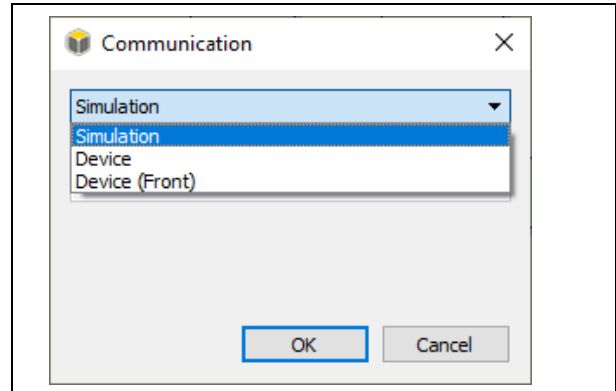 Communication
Simulation
Simulation
Device
Device (Front)
OK Cancel